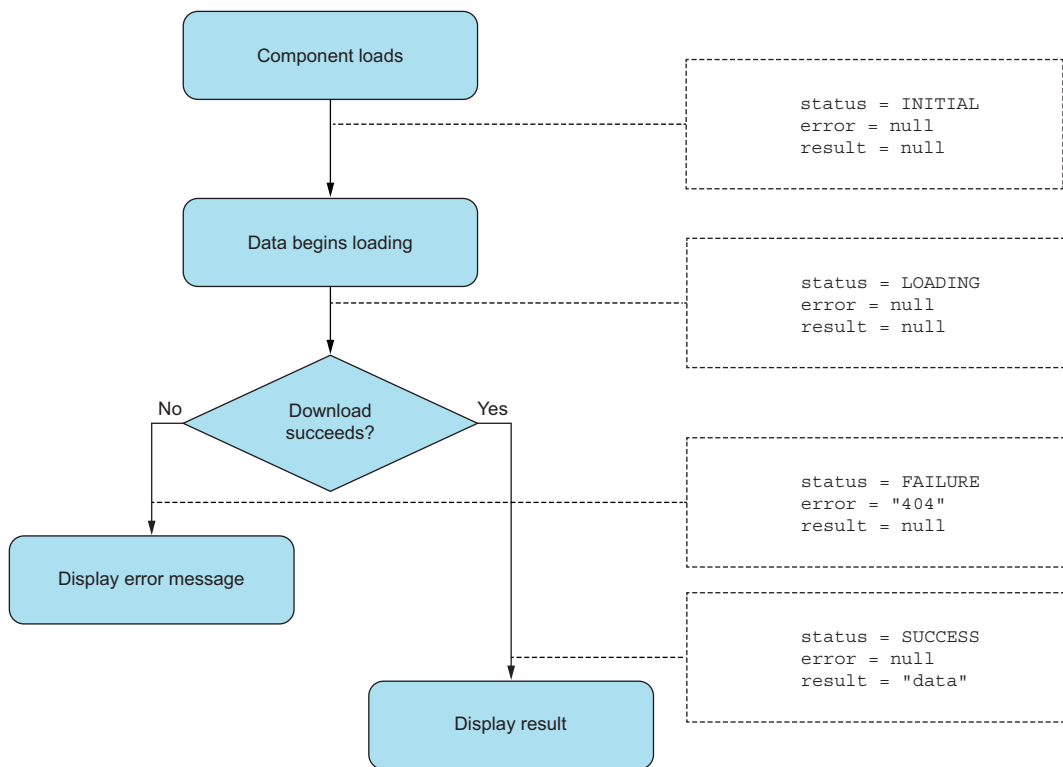 Component loads
status = INITIAL
error = null
result = null
Data begins loading
status = LOADING
error = null
result = null
No
Download
succeeds?
Yes
status = FAILURE
error = "404"
result = null
Display error message
status = SUCCESS
error = null
result = "data"
Display result